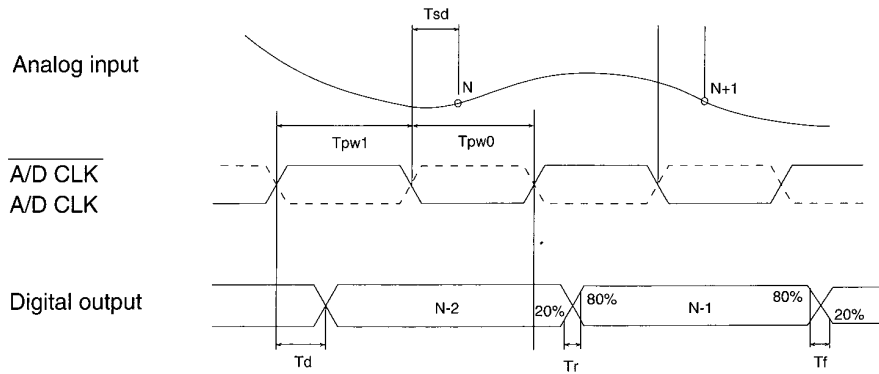 Tsd
Analog input
N
N+1
Tpw1
Tpw0
A/D CLK
A/D CLK
Digital output
N-2
20%
80%
N-1
80%
20%
Td
Tr
Tf